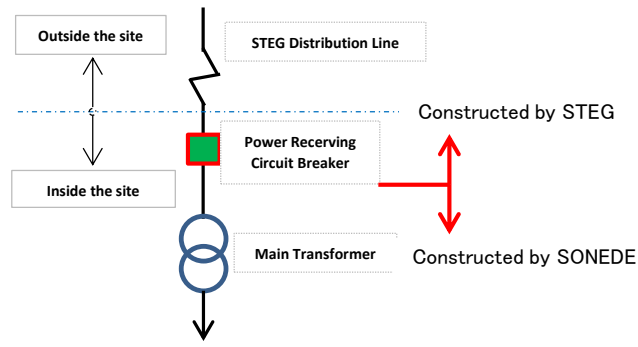 Outside the site
STEG Distribution Line
Constructed by STEG
Power Recerving
Circuit Breaker
Inside the site
Main Transformer
Constructed by SONEDE